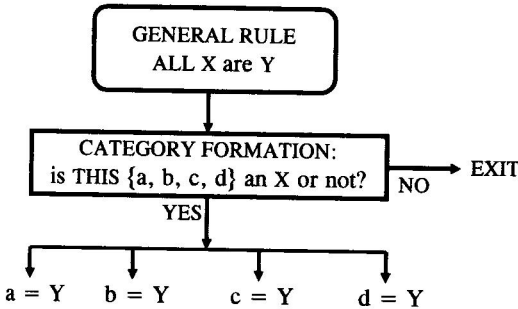 GENERAL RULE
ALL X are Y
CATEGORY FORMATION:
is THIS {a, b, c, d} an X or not?
NO
EXIT
YES
a = Y
b = Y
c = Y
d = Y